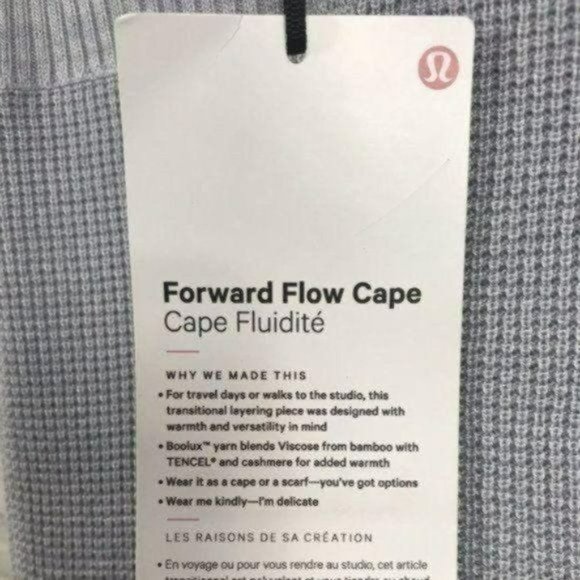 Forward Flow Cape
Cape Fluidité
WHY WE MADE THIS
• For travel days or walks to the studio, this
transitional layering piece was designed with
warmth and versatility in mind
• Boolux™ yarn blends Viscose from bamboo with
TENCEL® and cashmere for added warmth
• Wear it as a cape or a scarf—you've got options
• Wear me kindly—I'm delicate
LES RAISONS DE SA CRÉATION
• En voyage ou pour vous rendre au studio, cet article